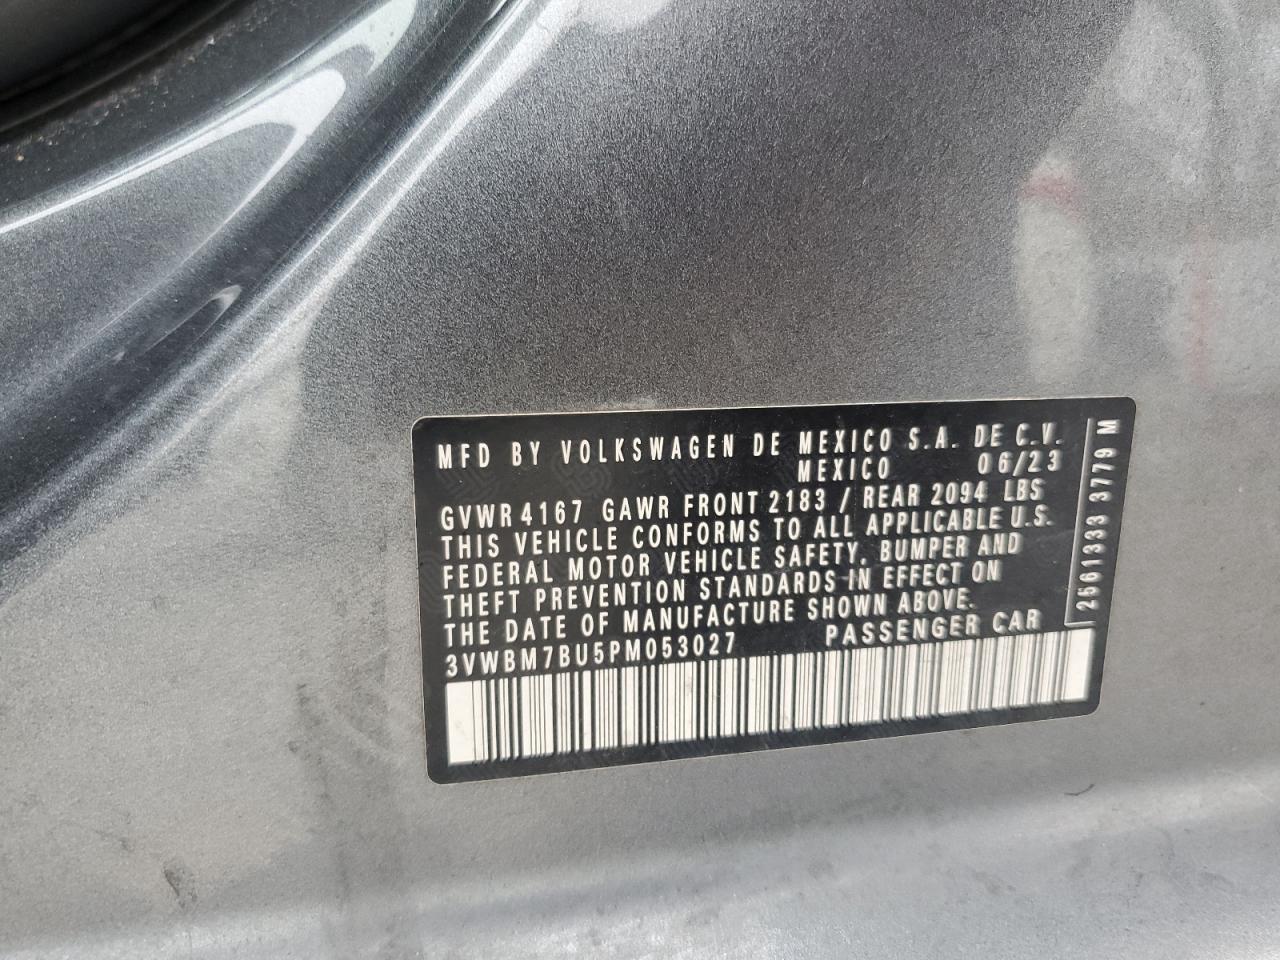 MFD BY VOLKSWAGEN DE MEXICO S.A. DE C.V.
MEXICO 06/23
GVWR 4167 GAWR FRONT 2183 / REAR 2094 LBS
THIS VEHICLE CONFORMS TO ALL APPLICABLE U.S.
FEDERAL MOTOR VEHICLE SAFETY, BUMPER AND
THEFT PREVENTION STANDARDS IN EFFECT ON
THE DATE OF MANUFACTURE SHOWN ABOVE.
3VWBM7BU5PM053027 PASSENGER CAR
2561333 3779 M